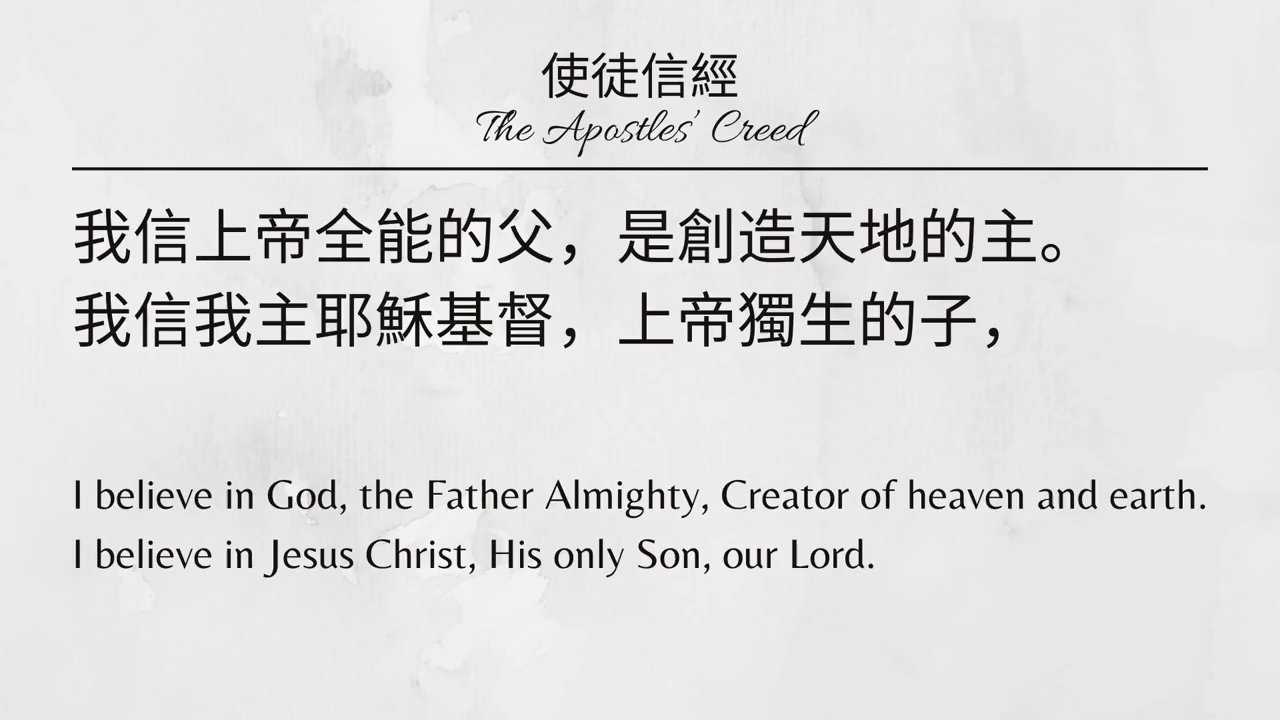 使徒信經
The Apostles’ Creed
我信上帝全能的父，是創造天地的主。
我信我主耶穌基督，上帝獨生的子，
I believe in God, the Father Almighty, Creator of heaven and earth.
I believe in Jesus Christ, His only Son, our Lord.